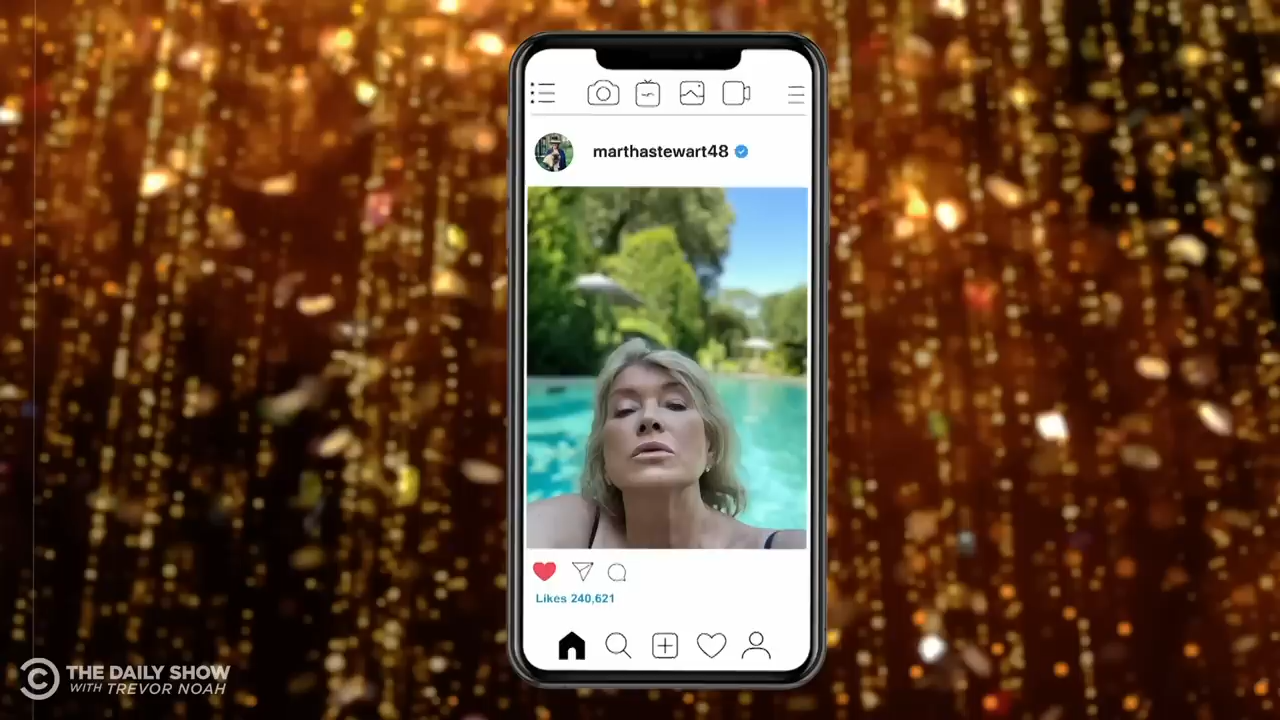 marthastewart48
Likes 240,621
THE DAILY SHOW
WITH TREVOR NOAH